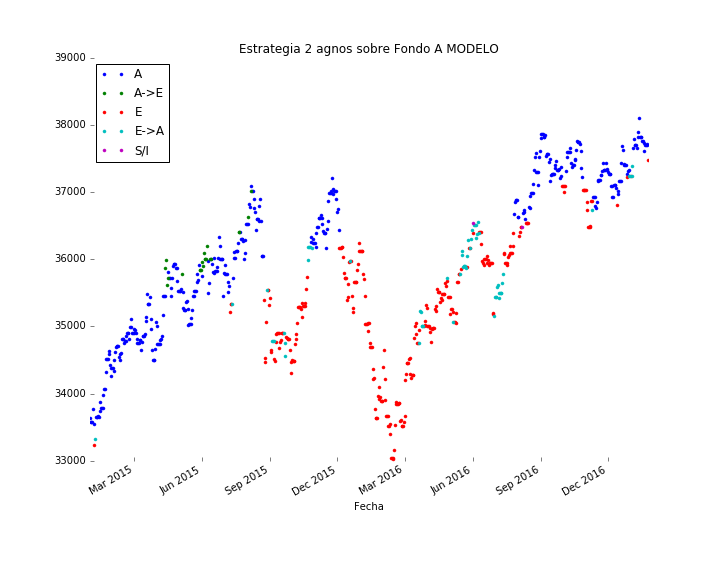 Estrategia 2 agnos sobre Fondo A MODELO
39000
38000
37000
36000
35000
34000
33000
A
A->E
E
E->A
S/I
Mar 2015
Jun 2015
Sep 2015
Dec 2015
Mar 2016
Jun 2016
Sep 2016
Dec 2016
Fecha